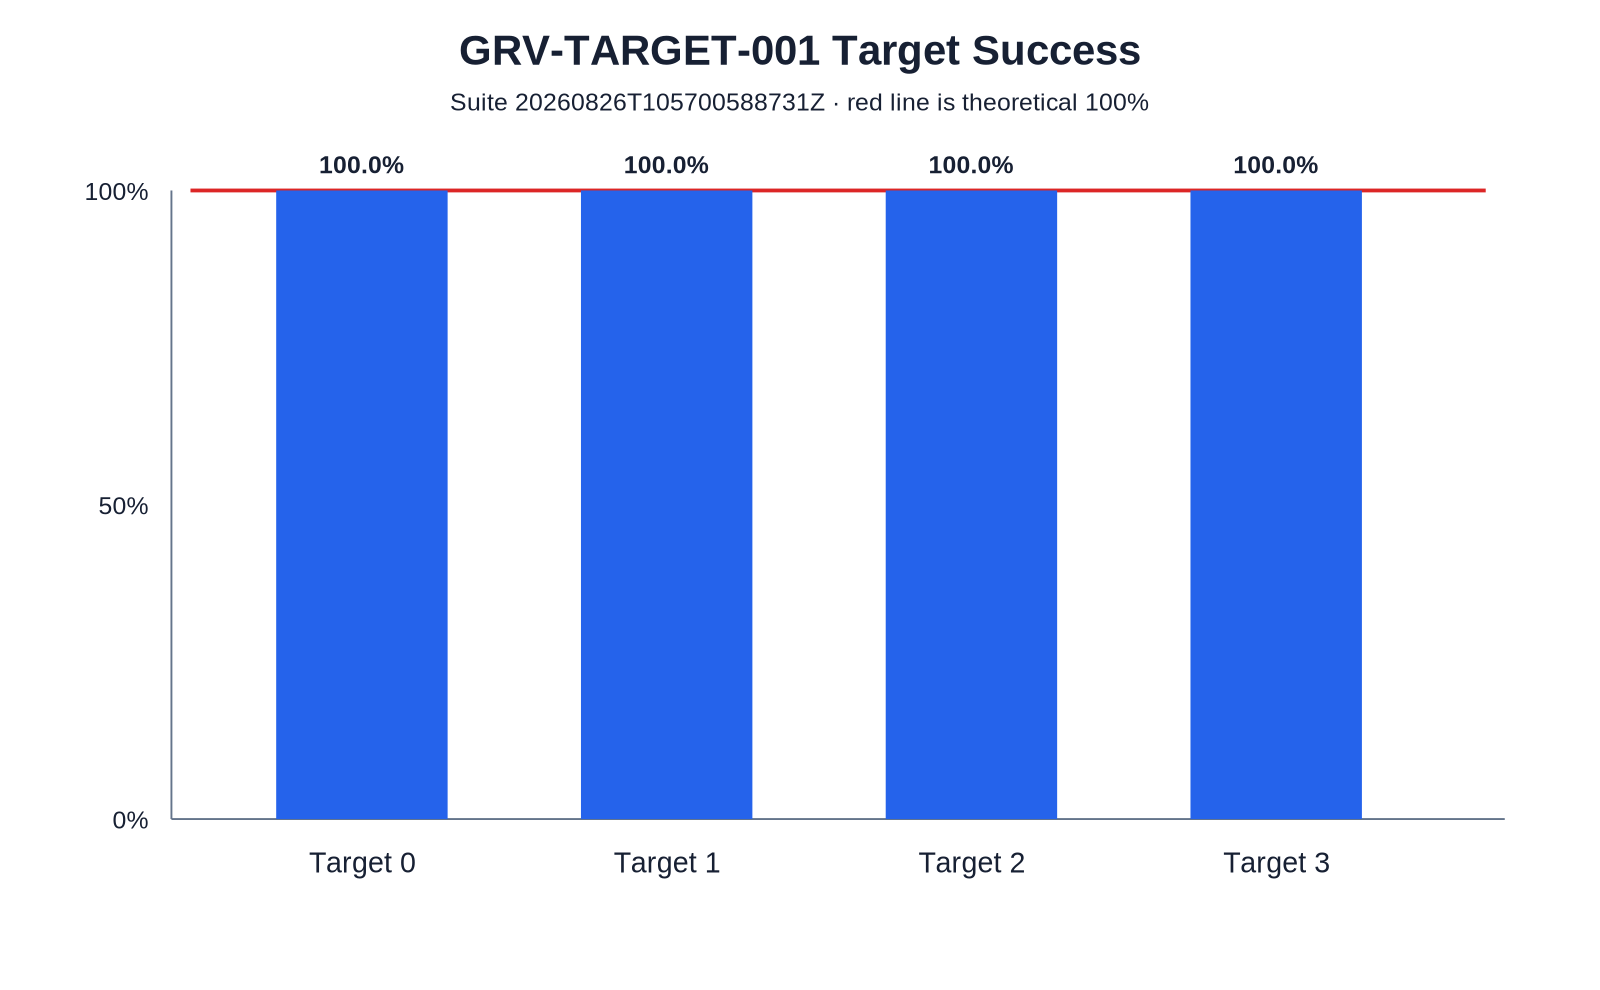 GRV-TARGET-001 Target Success
Suite 20260826T105700588731Z · red line is theoretical 100%
100.0% 100.0% 100.0% 100.0%
100%
50%
0%
Target 0 Target 1 Target 2 Target 3